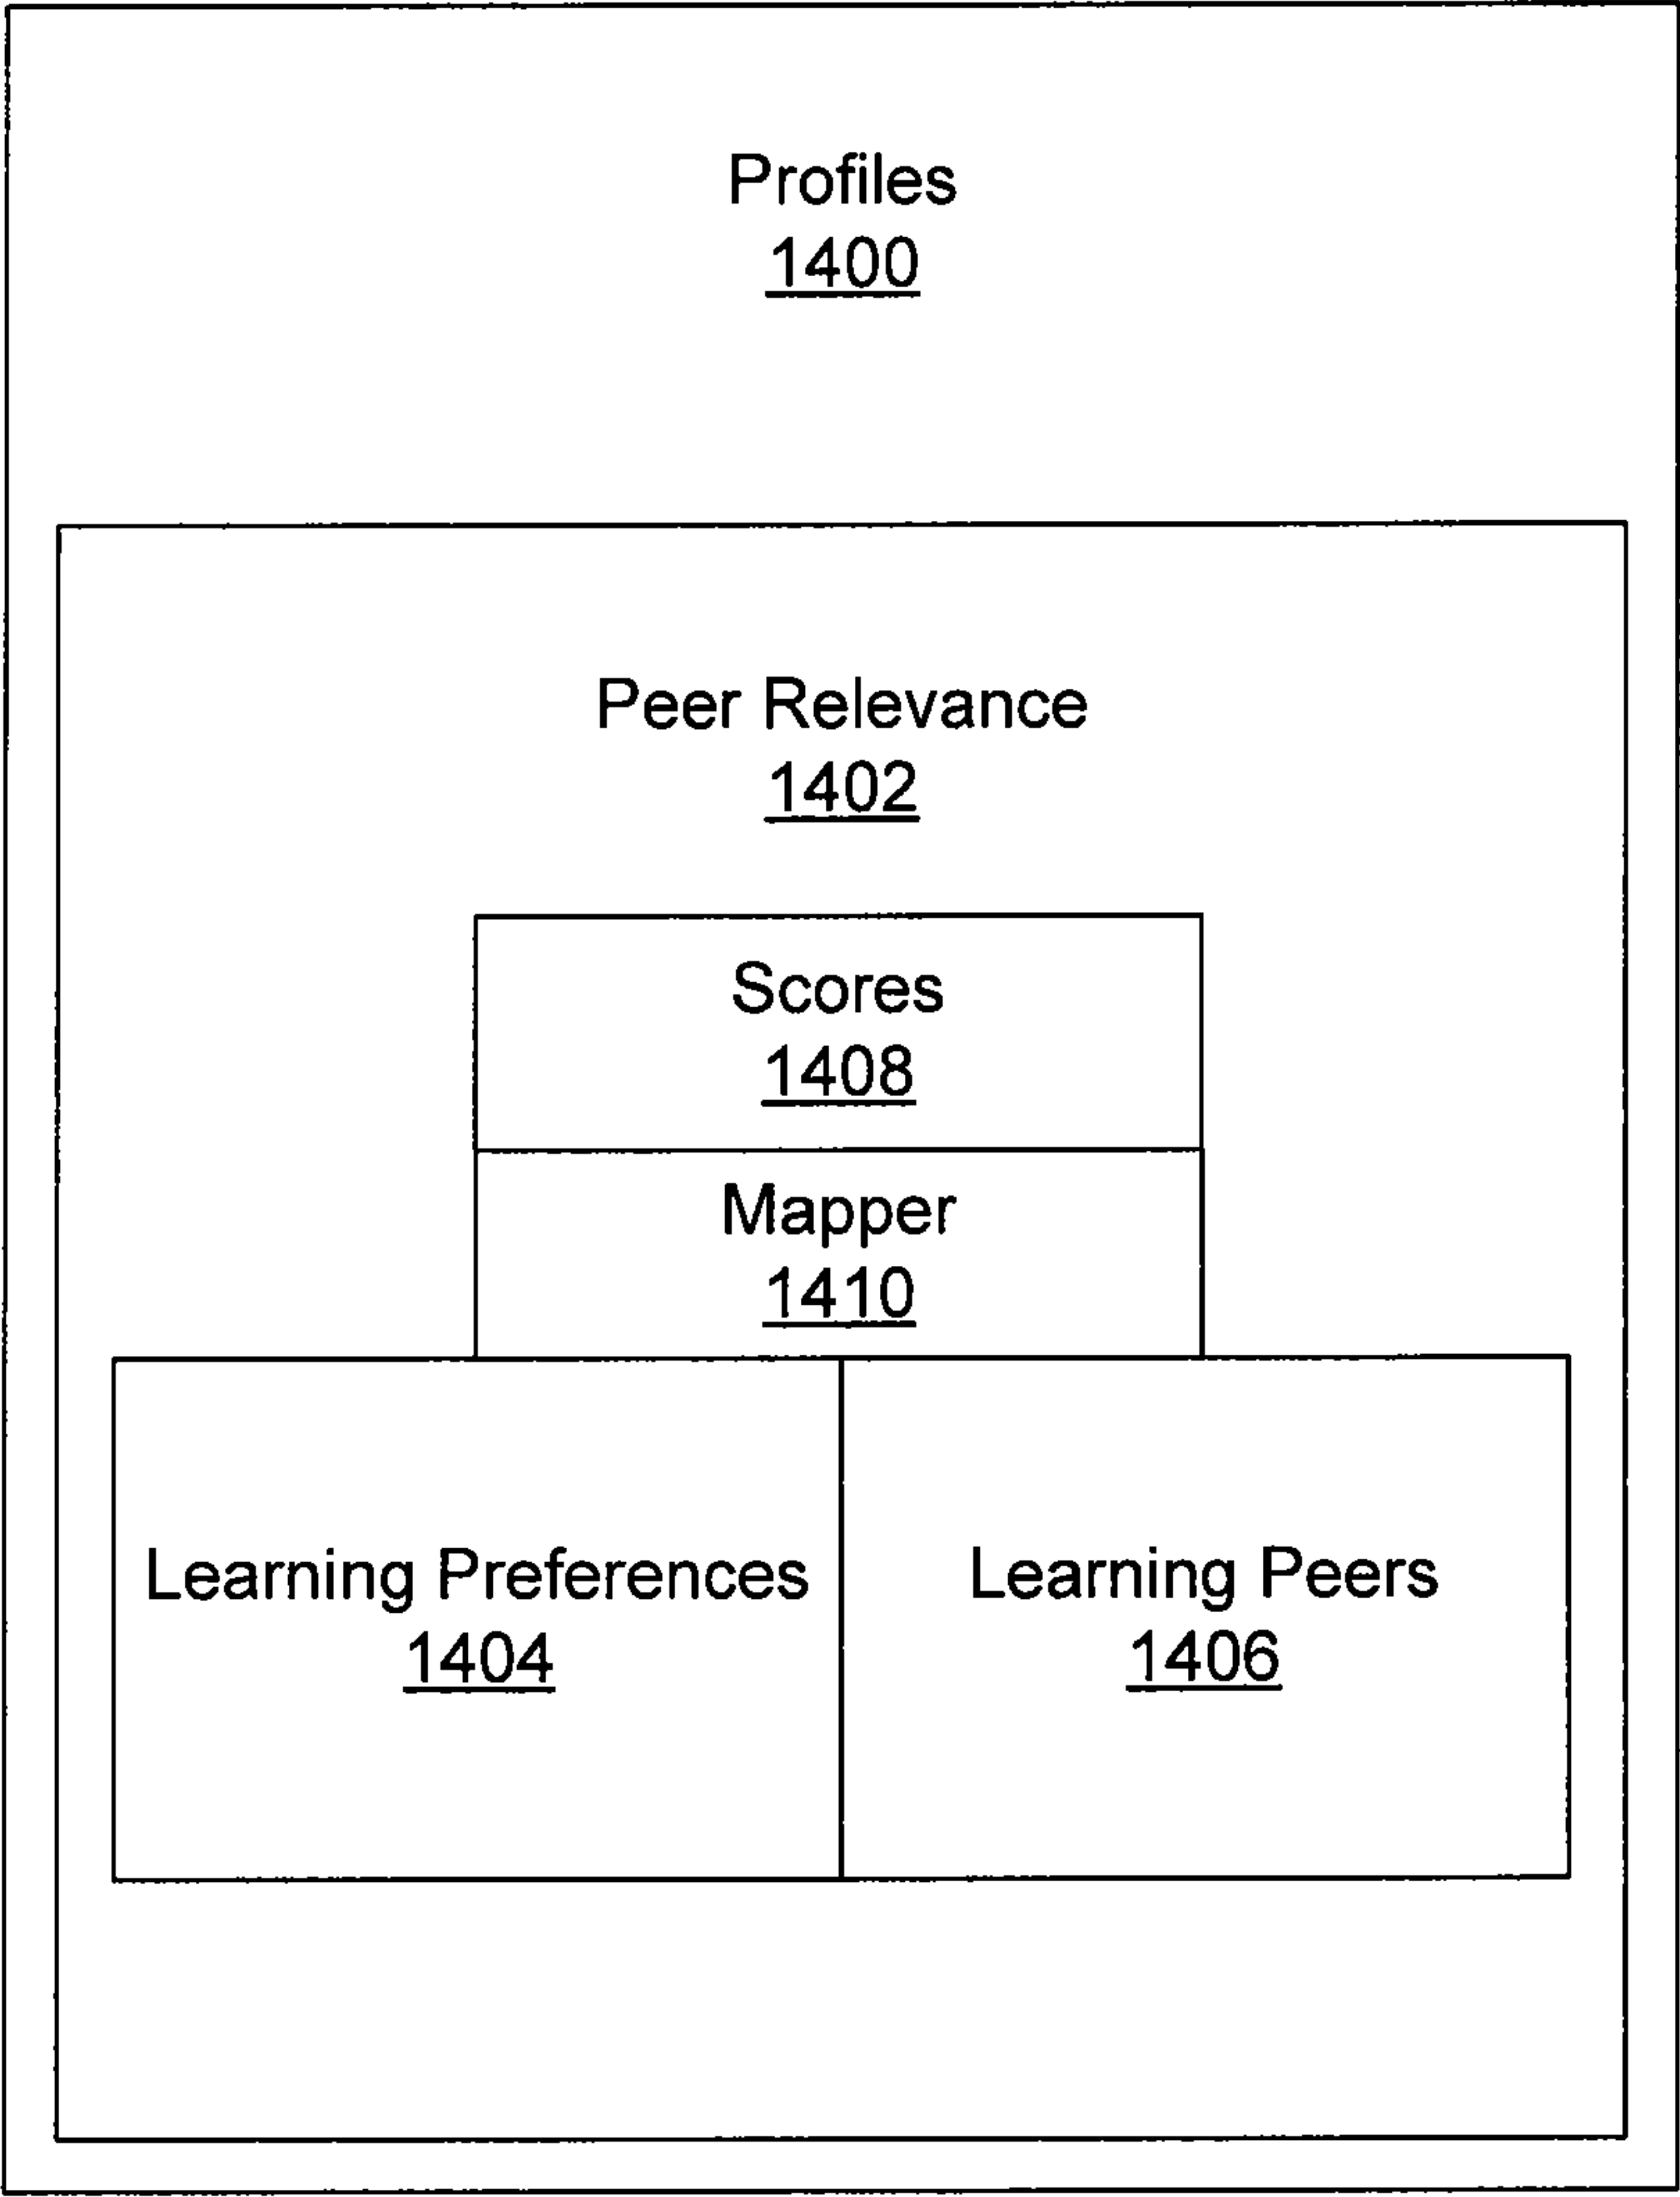 Profiles
1400
Peer Relevance
1402
Scores
1408
Mapper
1410
Learning Preferences
1404
Learning Peers
1406